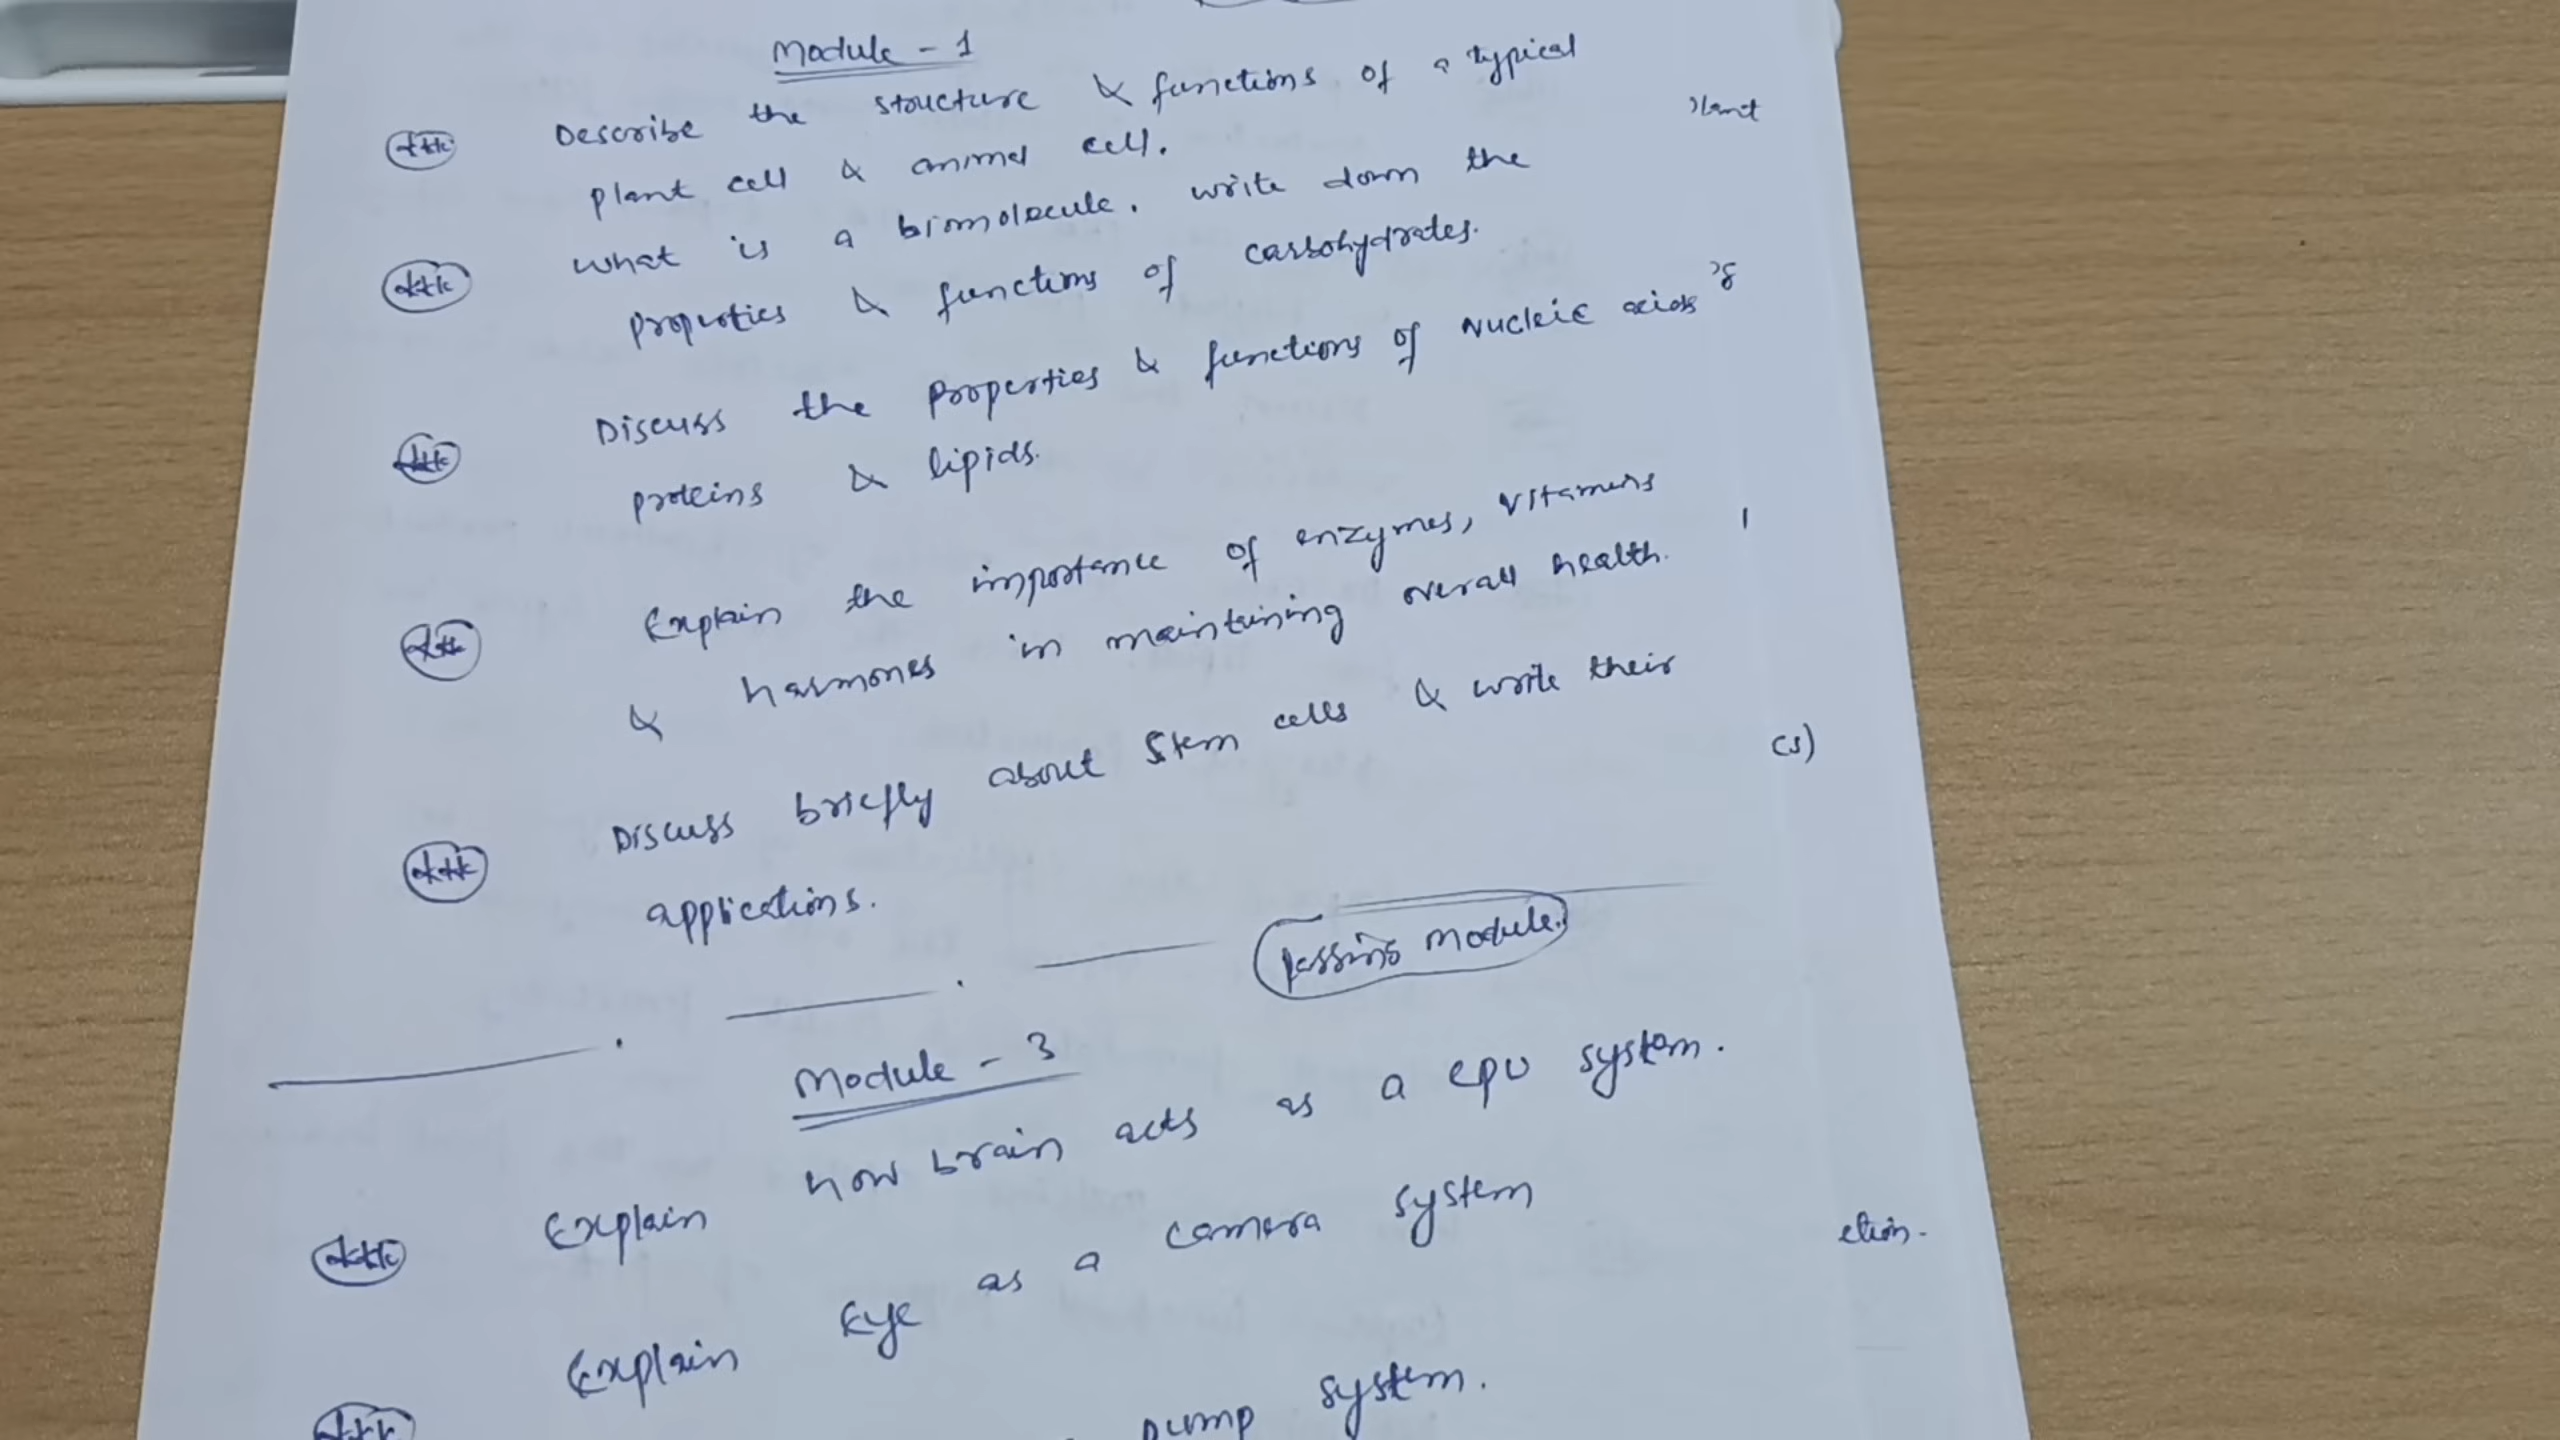 Module - 1
*** Describe the structure & functions of a typical
plant cell & animal cell.
*** what is a biomolecule. write down the
properties & functions of carbohydrates.
*** Discuss the Properties & functions of Nucleic acids
proteins & lipids.
*** Explain the importance of enzymes, vitamins
& harmones in maintaining overall health.
*** Discuss briefly about Stem cells & write their
applications.
passing module.
Module - 3
*** Explain how brain acts as a cpu system.
*** Explain Eye as a camera system
pump system.